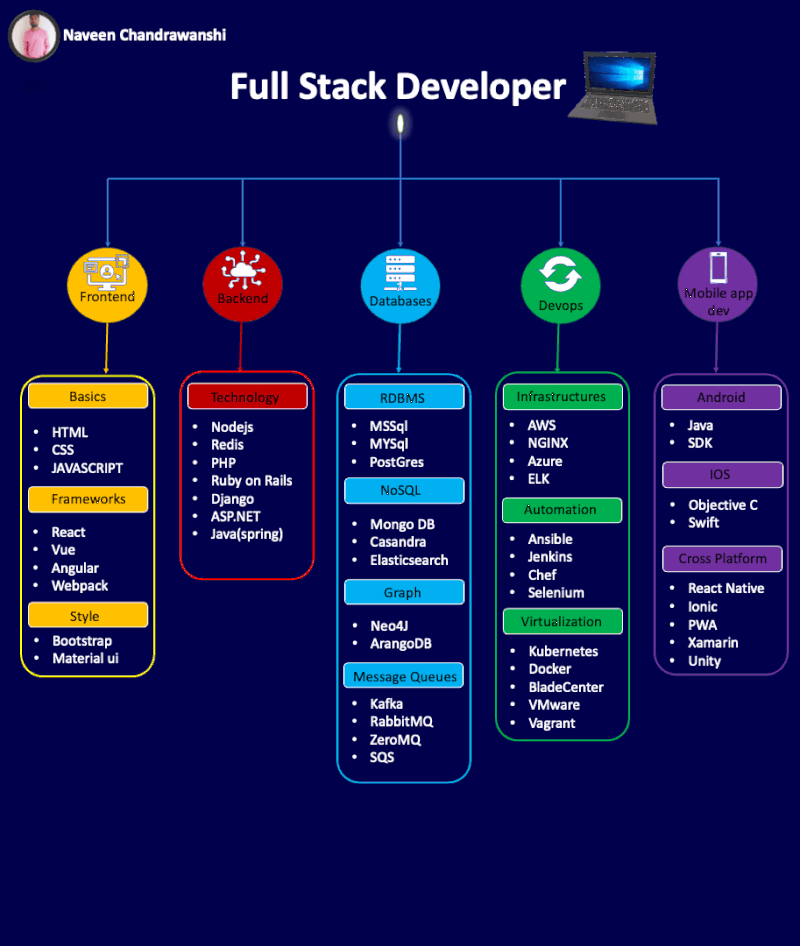 Naveen Chandrawanshi
Full Stack Developer
Frontend
Basics
HTML
CSS
JAVASCRIPT
Frameworks
React
Vue
Angular
Webpack
Style
Bootstrap
Material ui
Backend
Technology
Nodejs
Redis
PHP
Ruby on Rails
Django
ASP.NET
Java(spring)
Databases
RDBMS
MSSql
MYSql
PostGres
NoSQL
Mongo DB
Casandra
Elasticsearch
Graph
Neo4J
ArangoDB
Message Queues
Kafka
RabbitMQ
ZeroMQ
SQS
Devops
Infrastructures
AWS
NGINX
Azure
ELK
Automation
Ansible
Jenkins
Chef
Selenium
Virtualization
Kubernetes
Docker
BladeCenter
VMware
Vagrant
Mobile app
dev
Android
Java
SDK
IOS
Objective C
Swift
Cross Platform
React Native
Ionic
PWA
Xamarin
Unity